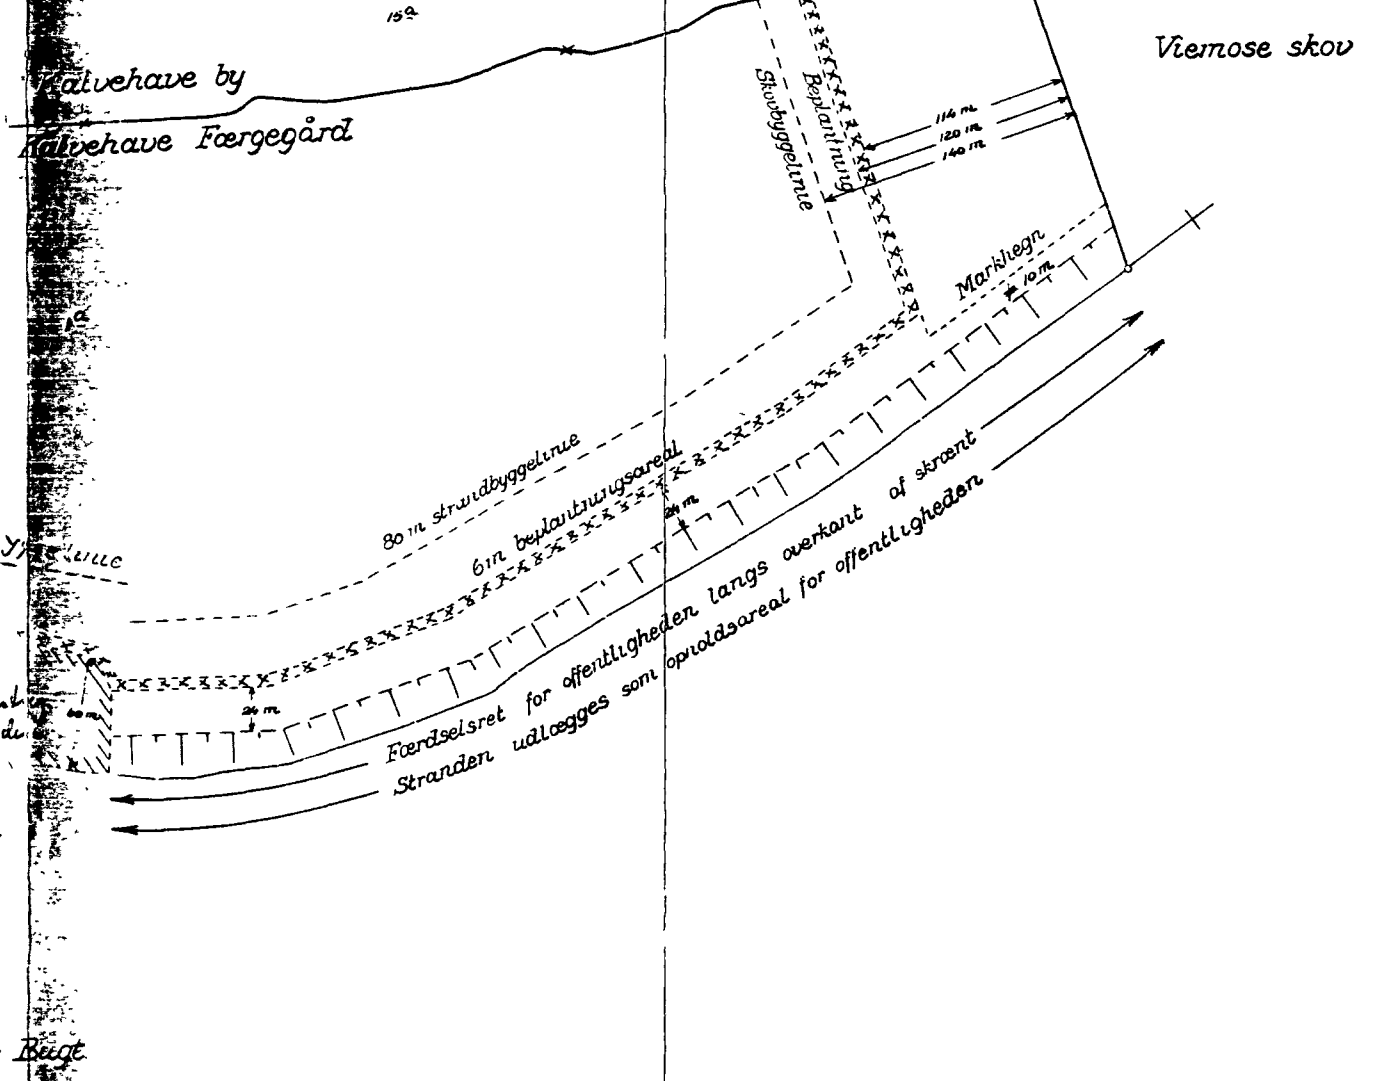 15a
Viemose skov
Kalvehave by
Kalvehave Færgegård
Skovbyggelinie
Beplantning
114 m
120 m
140 m
Markhegn
10 m
80 m strandbyggelinie
6 m beplantningsareal
24 m
24 m
Færdselsret for offentligheden langs overkant af skrænt
Stranden udlægges som opholdsareal for offentligheden
Bugt